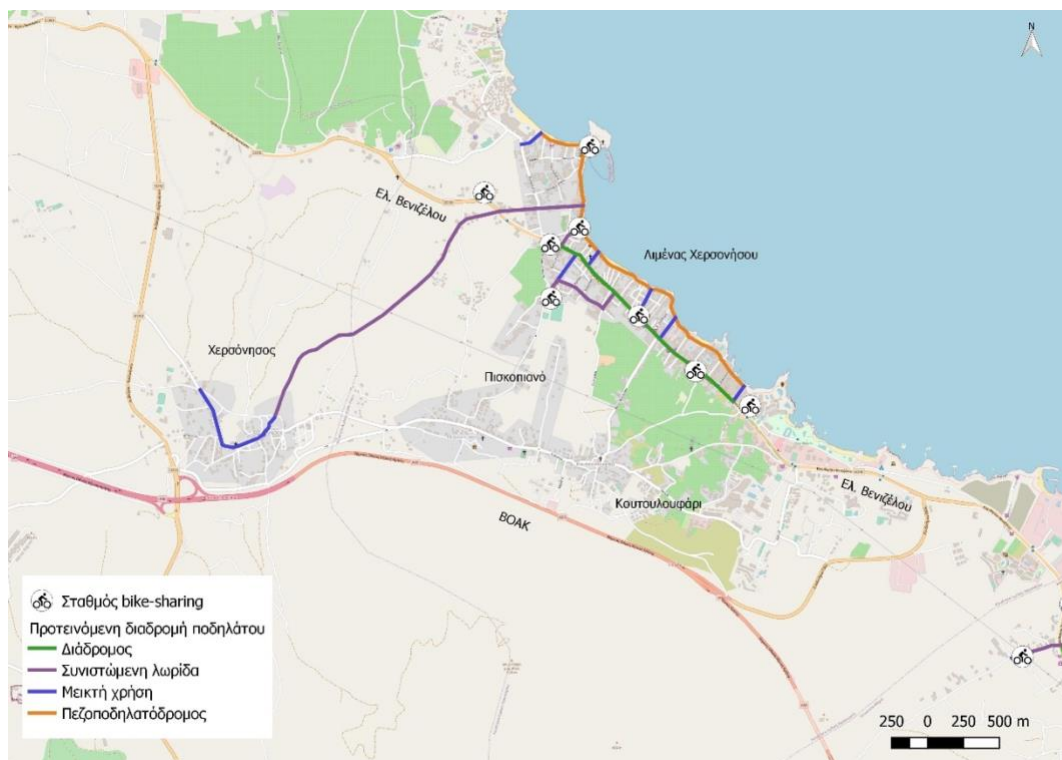 N
Ελ. Βενιζέλου
Λιμένας Χερσονήσου
Χερσόνησος
Πισκοπιανό
Κουτουλουφάρι
Ελ. Βενιζέλου
ΒΟΑΚ
Σταθμός bike-sharing
Προτεινόμενη διαδρομή ποδηλάτου
Διάδρομος
Συνιστώμενη λωρίδα
Μεικτή χρήση
Πεζοποδηλατόδρομος
250 0 250 500 m